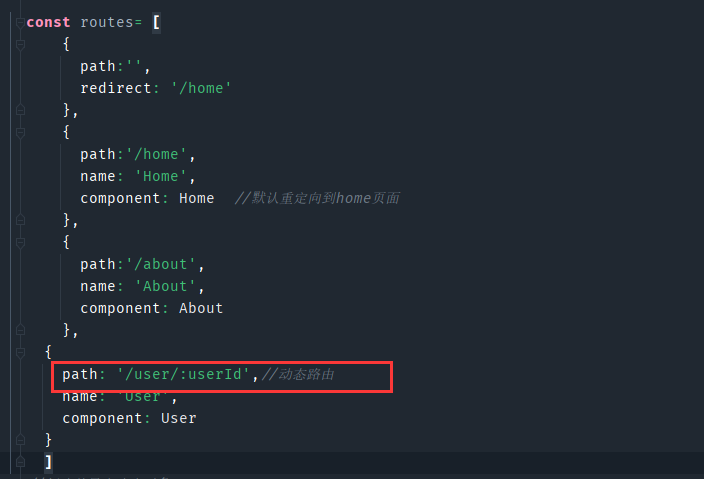 const routes= [
{
path:'',
redirect: '/home'
},
{
path:'/home',
name: 'Home',
component: Home //默认重定向到home页面
},
{
path:'/about',
name: 'About',
component: About
},
{
path: '/user/:userId',//动态路由
name: 'User',
component: User
}
]